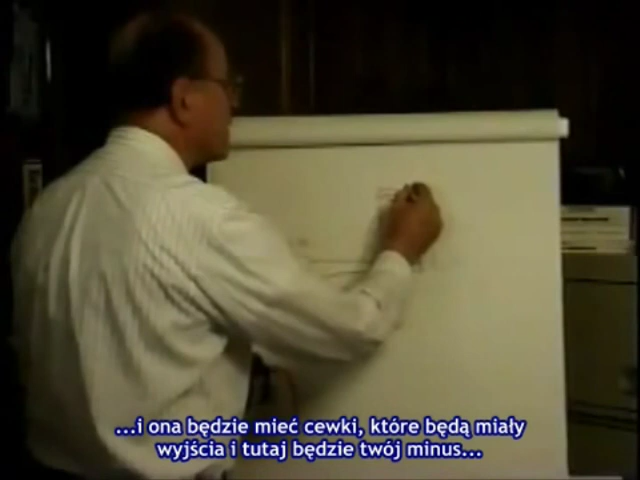 ...i ona będzie mieć cewki, które będą miały
wyjścia i tutaj będzie twój minus...